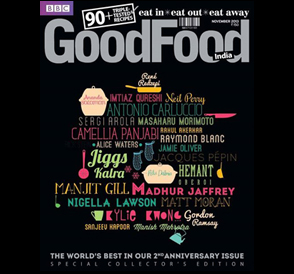 BBC
90+ TRIPLE-TESTED RECIPES
eat in • eat out • eat away
NOVEMBER 2013
GoodFood
India
René Redzepi
IMTIAZ QURESHI Neil Perry
ANTONIO CARLUCCIO
SERGI AROLA MASAHARU MORIMOTO
CAMELLIA PANJABI RAHUL AKERKAR
RAYMOND BLANC
ALICE WATERS JAMIE OLIVER
JACQUES PÉPIN
Jiggs Kalra
HEMANT OBEROI
MANJIT GILL MADHUR JAFFREY
NIGELLA LAWSON MATT MORAN
KYLIE KWONG Gordon Ramsay
SANJEEV KAPOOR Manish Mehrotra
THE WORLD'S BEST IN OUR 2ND ANNIVERSARY ISSUE
SPECIAL COLLECTOR'S EDITION